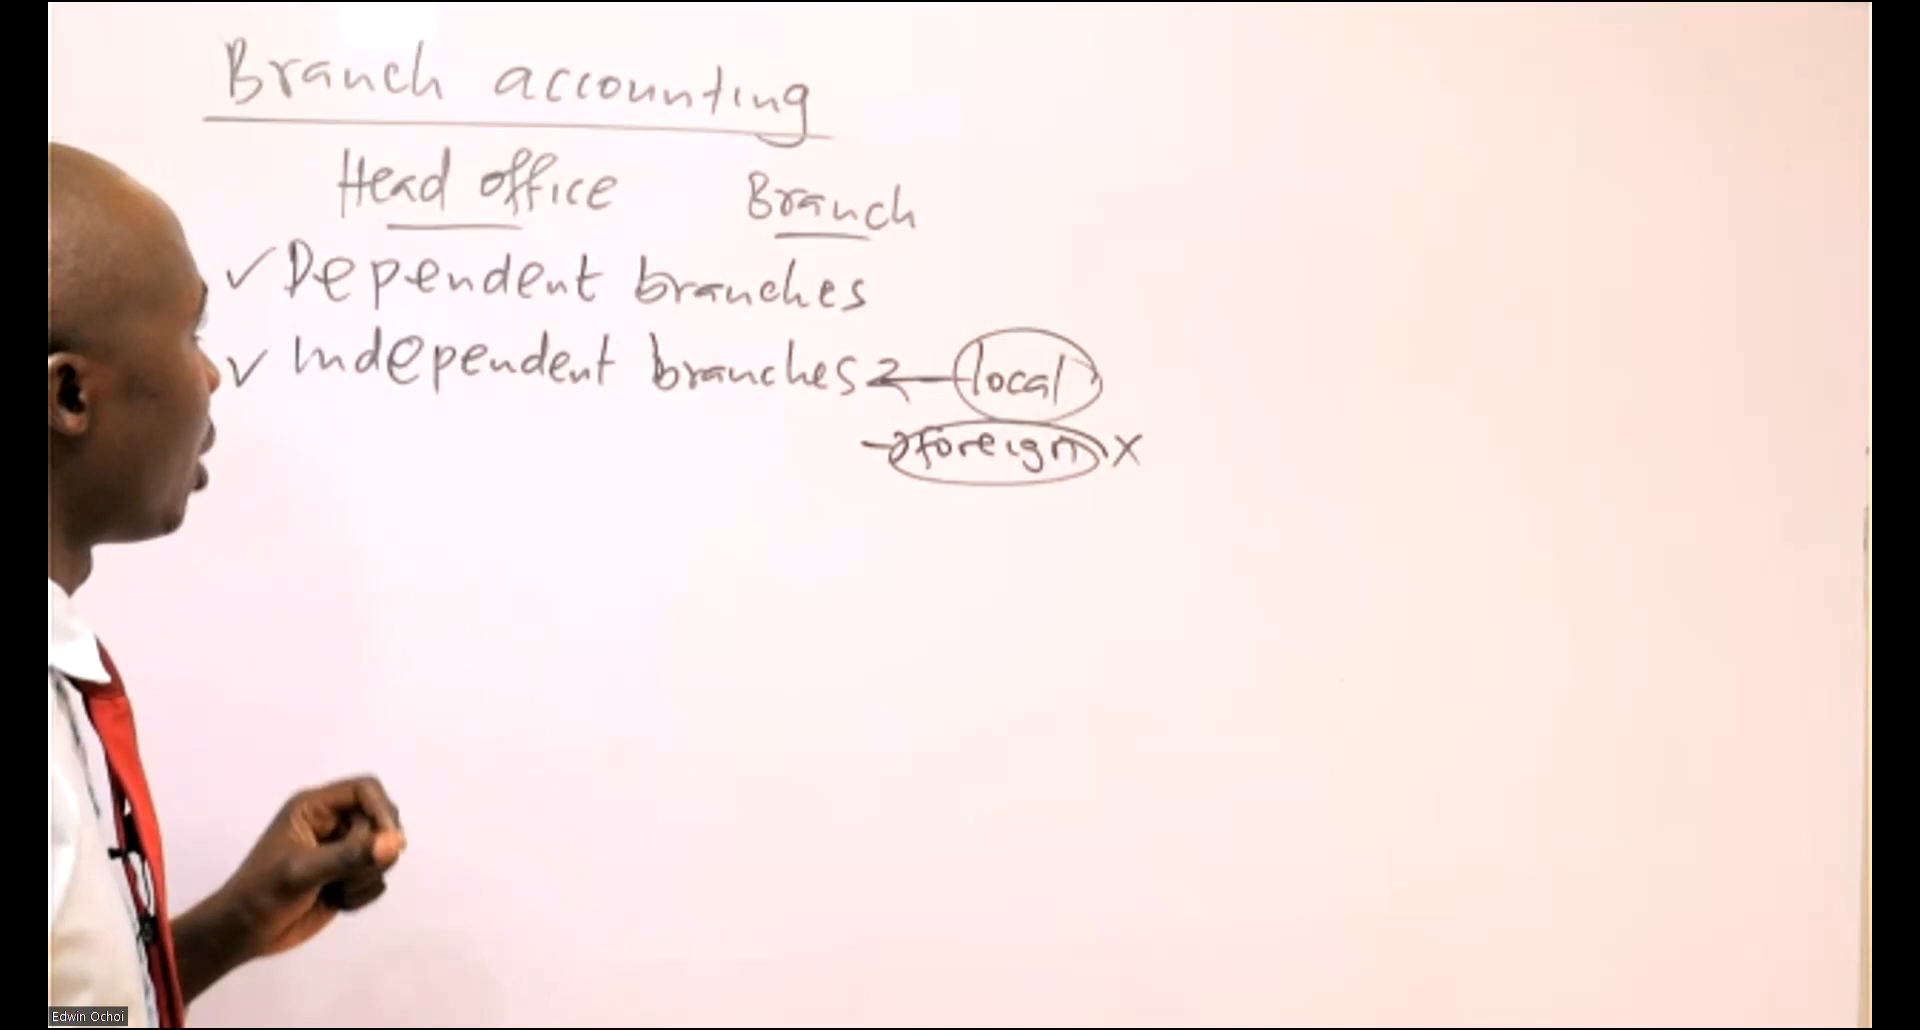 Branch accounting
Head office Branch
✓ Dependent branches
✓ Independent branches ← local
→ foreign x
Edwin Ochoi